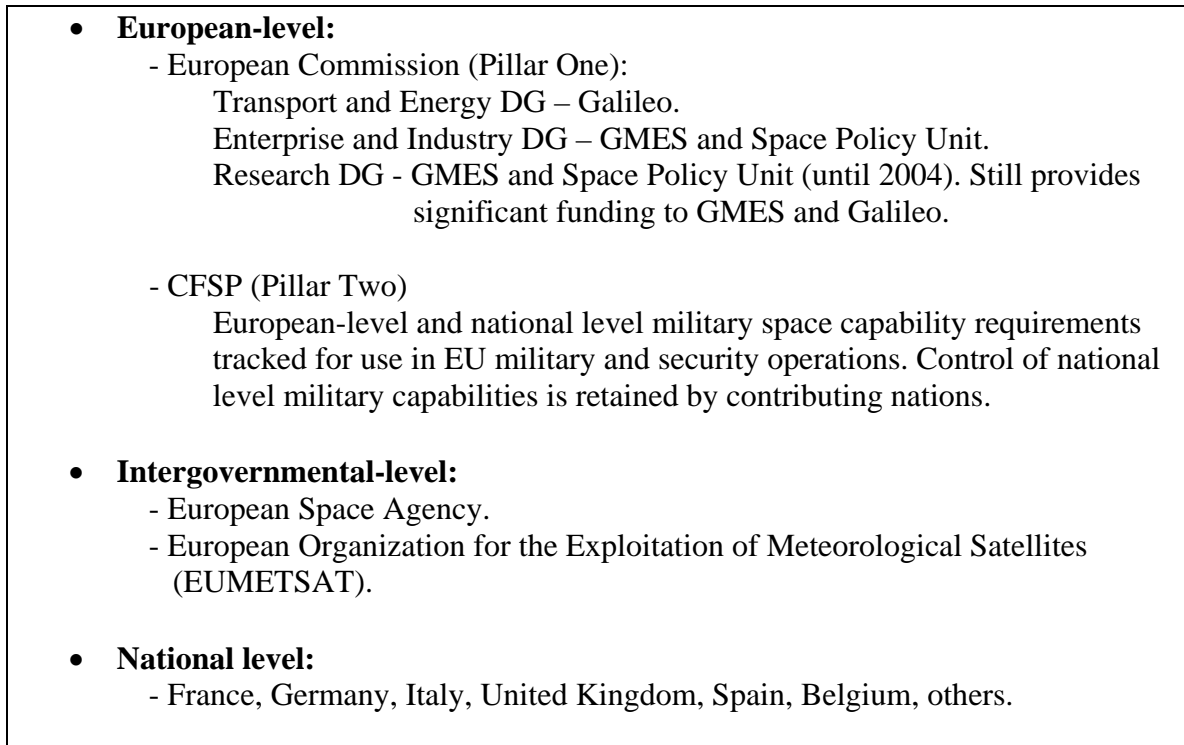 • European-level:
- European Commission (Pillar One):
Transport and Energy DG – Galileo.
Enterprise and Industry DG – GMES and Space Policy Unit.
Research DG - GMES and Space Policy Unit (until 2004). Still provides
significant funding to GMES and Galileo.
- CFSP (Pillar Two)
European-level and national level military space capability requirements
tracked for use in EU military and security operations. Control of national
level military capabilities is retained by contributing nations.
• Intergovernmental-level:
- European Space Agency.
- European Organization for the Exploitation of Meteorological Satellites
(EUMETSAT).
• National level:
- France, Germany, Italy, United Kingdom, Spain, Belgium, others.